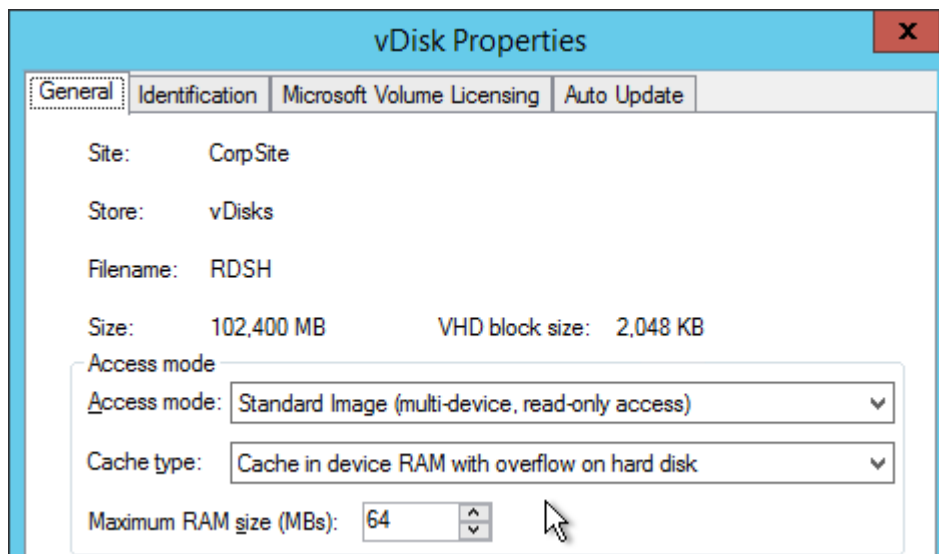 vDisk Properties
x
General Identification Microsoft Volume Licensing Auto Update
Site: CorpSite
Store: vDisks
Filename: RDSH
Size: 102,400 MB VHD block size: 2,048 KB
Access mode
Access mode: Standard Image (multi-device, read-only access)
Cache type: Cache in device RAM with overflow on hard disk
Maximum RAM size (MBs): 64